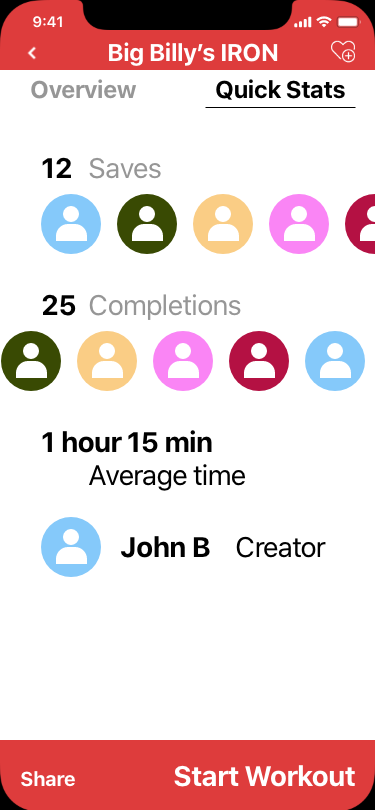 9:41
Big Billy’s IRON
Overview Quick Stats
12 Saves
25 Completions
1 hour 15 min
Average time
John B Creator
Share Start Workout